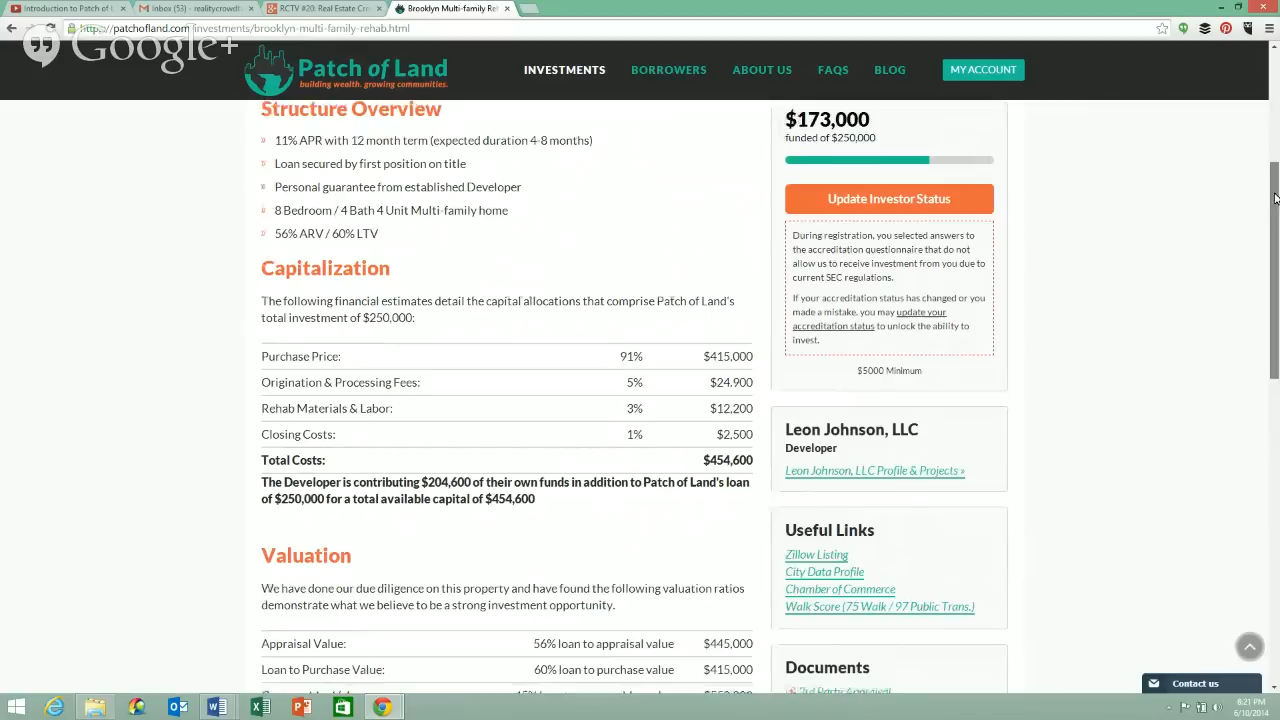 Introduction to Patch of L
Inbox (53) - realitycrowdt
RCTV #20: Real Estate Cr
Brooklyn Multi-family Re
https://patchofland.com/investments/brooklyn-multi-family-rehab.html
Google+
Patch of Land
building wealth. growing communities.
INVESTMENTS
BORROWERS
ABOUT US
FAQS
BLOG
MY ACCOUNT
Structure Overview
11% APR with 12 month term (expected duration 4-8 months)
Loan secured by first position on title
Personal guarantee from established Developer
8 Bedroom / 4 Bath 4 Unit Multi-family home
56% ARV / 60% LTV
Capitalization
The following financial estimates detail the capital allocations that comprise Patch of Land's
total investment of $250,000:
Purchase Price: 91% $415,000
Origination & Processing Fees: 5% $24.900
Rehab Materials & Labor: 3% $12,200
Closing Costs: 1% $2,500
Total Costs: $454,600
The Developer is contributing $204,600 of their own funds in addition to Patch of Land's loan
of $250,000 for a total available capital of $454,600
Valuation
We have done our due diligence on this property and have found the following valuation ratios
demonstrate what we believe to be a strong investment opportunity.
Appraisal Value: 56% loan to appraisal value $445,000
Loan to Purchase Value: 60% loan to purchase value $415,000
$173,000
funded of $250,000
Update Investor Status
During registration, you selected answers to
the accreditation questionnaire that do not
allow us to receive investment from you due to
current SEC regulations.
If your accreditation status has changed or you
made a mistake, you may update your
accreditation status to unlock the ability to
invest.
$5000 Minimum
Leon Johnson, LLC
Developer
Leon Johnson, LLC Profile & Projects »
Useful Links
Zillow Listing
City Data Profile
Chamber of Commerce
Walk Score (75 Walk / 97 Public Trans.)
Documents
3rd Party Appraisal
Contact us
6:21 PM
6/10/2014